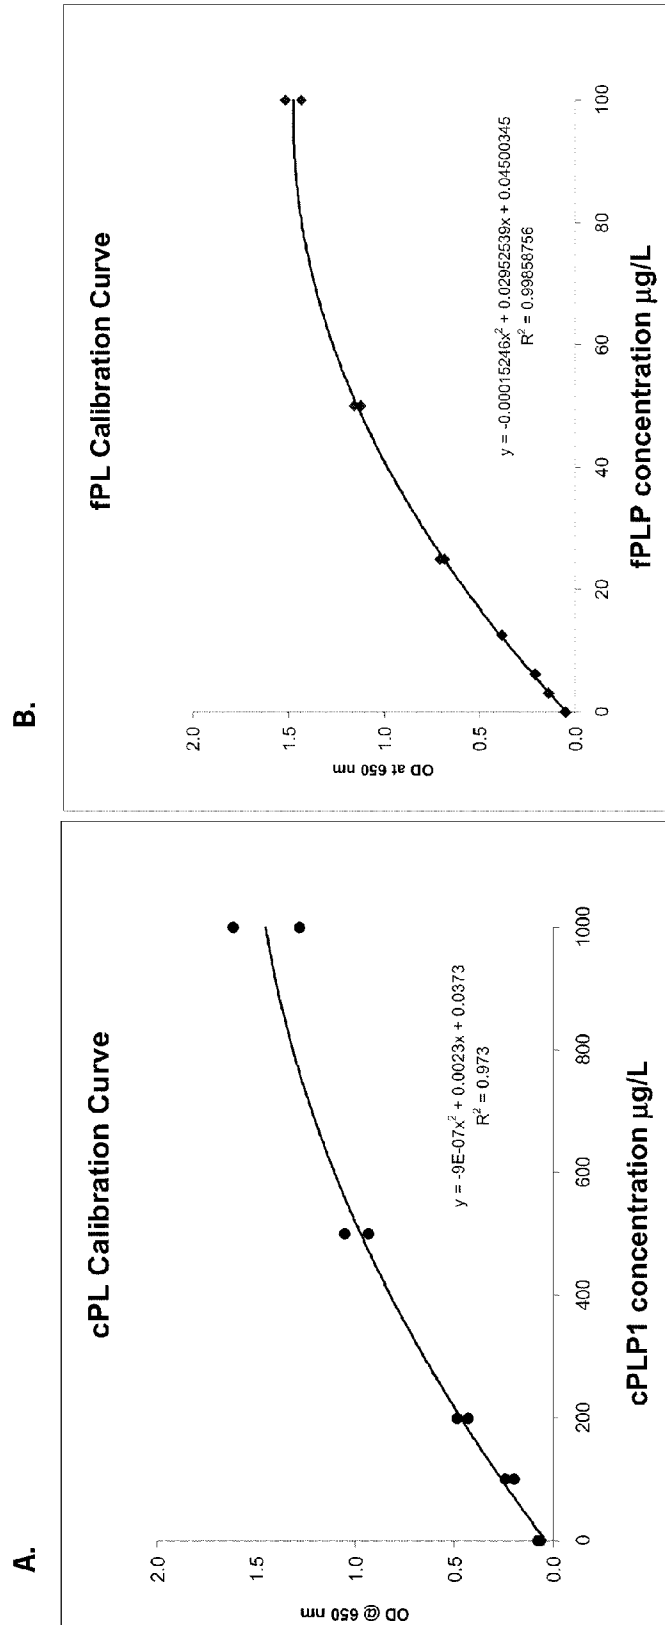 A.
cPL Calibration Curve
2.0
1.5
1.0
0.5
0.0
OD @ 650 nm
y = -9E-07x² + 0.0023x + 0.0373
R² = 0.973
0 200 400 600 800 1000
cPLP1 concentration µg/L
B.
fPL Calibration Curve
2.0
1.5
1.0
0.5
0.0
OD at 650 nm
y = -0.00015246x² + 0.02952539x + 0.04500345
R² = 0.99858756
0 20 40 60 80 100
fPLP concentration µg/L